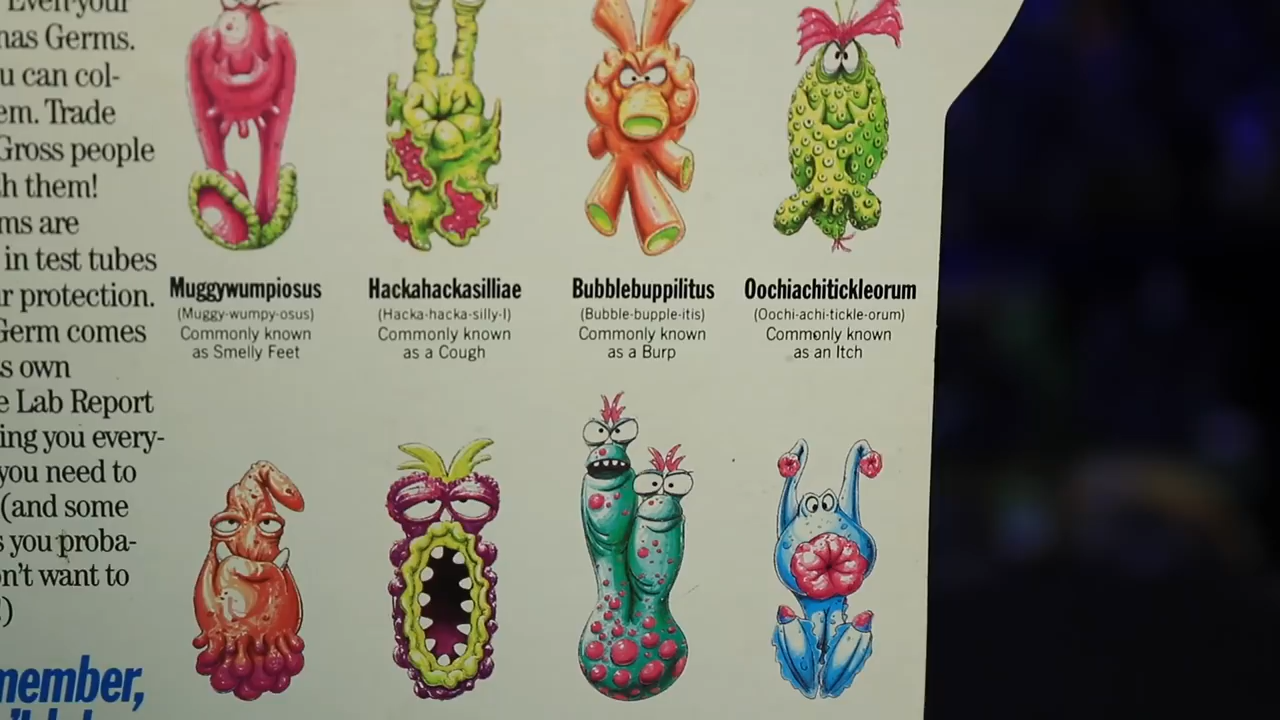 Even your
has Germs.
u can col-
em. Trade
Gross people
h them!
ms are
in test tubes
r protection.
Germ comes
s own
e Lab Report
ing you every-
you need to
(and some
s you proba-
n't want to
!)
member,
Muggywumpiosus
(Muggy-wumpy-osus)
Commonly known
as Smelly Feet
Hackahackasilliae
(Hacka-hacka-silly-I)
Commonly known
as a Cough
Bubblebuppilitus
(Bubble-bupple-itis)
Commonly known
as a Burp
Oochiachitickleorum
(Oochi-achi-tickle-orum)
Commonly known
as an Itch